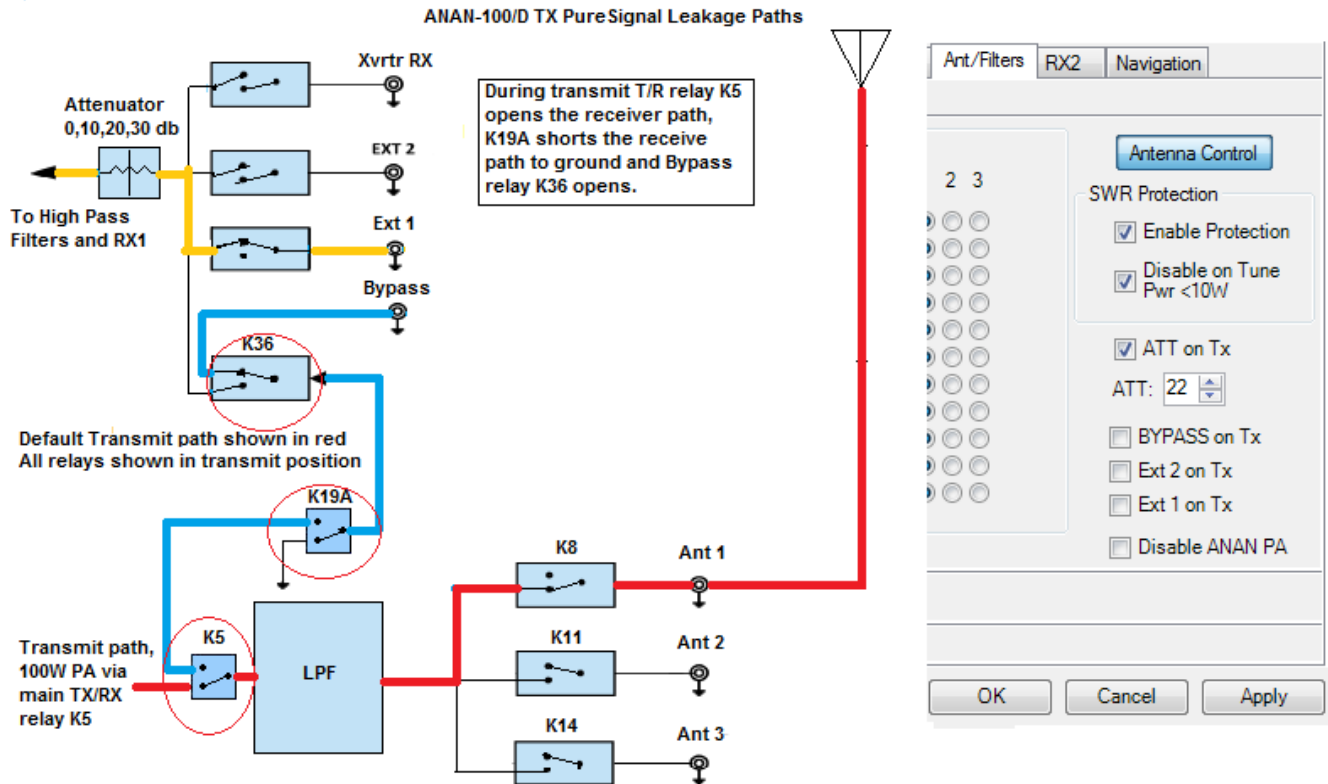 ANAN-100/D TX PureSignal Leakage Paths
Xvrtr RX
Attenuator
0,10,20,30 db
EXT 2
To High Pass
Filters and RX1
Ext 1
Bypass
K36
During transmit T/R relay K5
opens the receiver path,
K19A shorts the receive
path to ground and Bypass
relay K36 opens.
Default Transmit path shown in red
All relays shown in transmit position
K19A
K5
Transmit path,
100W PA via
main TX/RX
relay K5
LPF
K8
Ant 1
K11
Ant 2
K14
Ant 3
Ant/Filters
RX2
Navigation
Antenna Control
2 3
SWR Protection
Enable Protection
Disable on Tune
Pwr <10W
ATT on Tx
ATT: 22
BYPASS on Tx
Ext 2 on Tx
Ext 1 on Tx
Disable ANAN PA
OK
Cancel
Apply